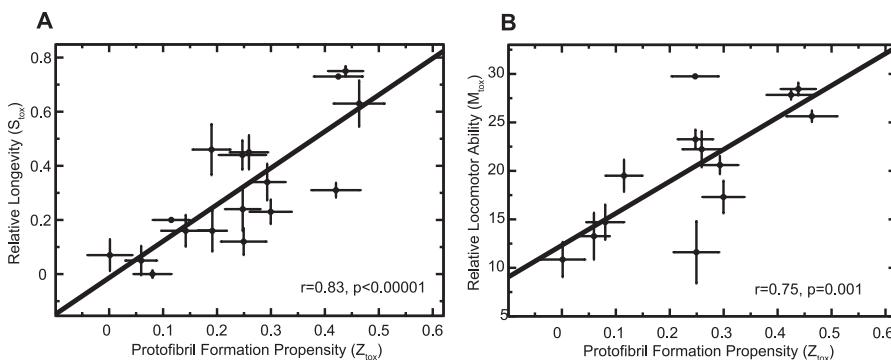 A
Relative Longevity (S_tox)
0.8
0.6
0.4
0.2
0
0 0.1 0.2 0.3 0.4 0.5 0.6
r=0.83, p<0.00001
Protofibril Formation Propensity (Z_tox)
B
Relative Locomotor Ability (M_tox)
30
25
20
15
10
5
0 0.1 0.2 0.3 0.4 0.5 0.6
r=0.75, p=0.001
Protofibril Formation Propensity (Z_tox)